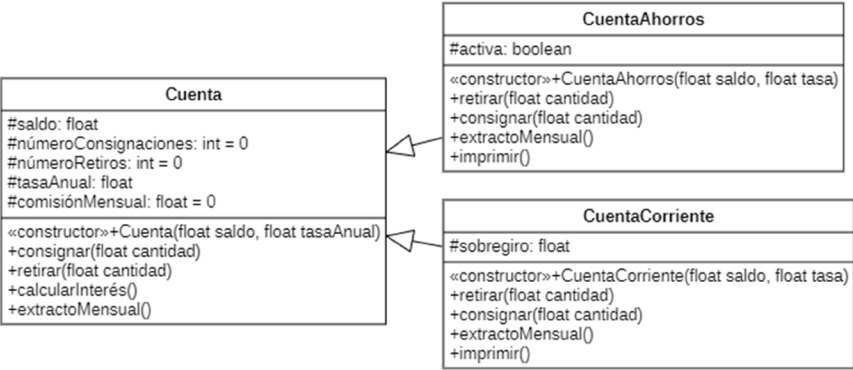 Cuenta
#saldo: float
#númeroConsignaciones: int = 0
#númeroRetiros: int = 0
#tasaAnual: float
#comisiónMensual: float = 0
«constructor»+Cuenta(float saldo, float tasaAnual)
+consignar(float cantidad)
+retirar(float cantidad)
+calcularInterés()
+extractoMensual()
CuentaAhorros
#activa: boolean
«constructor»+CuentaAhorros(float saldo, float tasa)
+retirar(float cantidad)
+consignar(float cantidad)
+extractoMensual()
+imprimir()
CuentaCorriente
#sobregiro: float
«constructor»+CuentaCorriente(float saldo, float tasa)
+retirar(float cantidad)
+consignar(float cantidad)
+extractoMensual()
+imprimir()